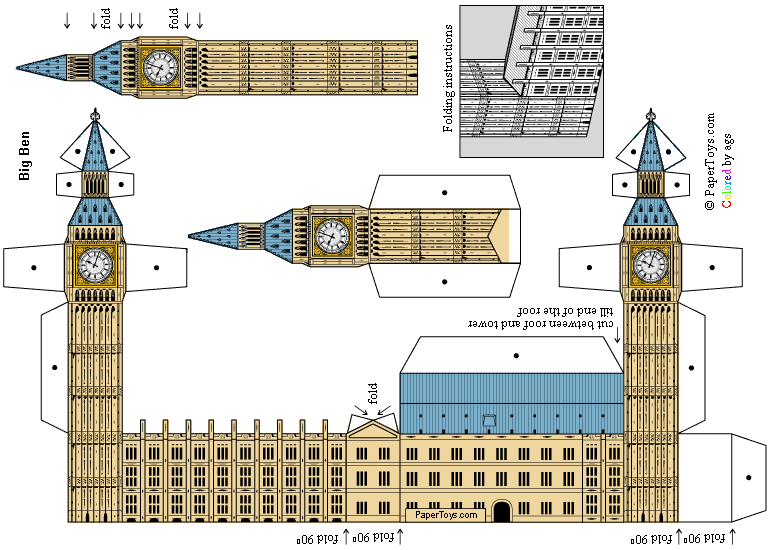 fold
fold
Folding instructions
Big Ben
© PaperToys.com
Colored by ags
cut between roof and tower
till end of the roof
fold
PaperToys.com
fold 90°
fold 90°
fold 90°
fold 90°